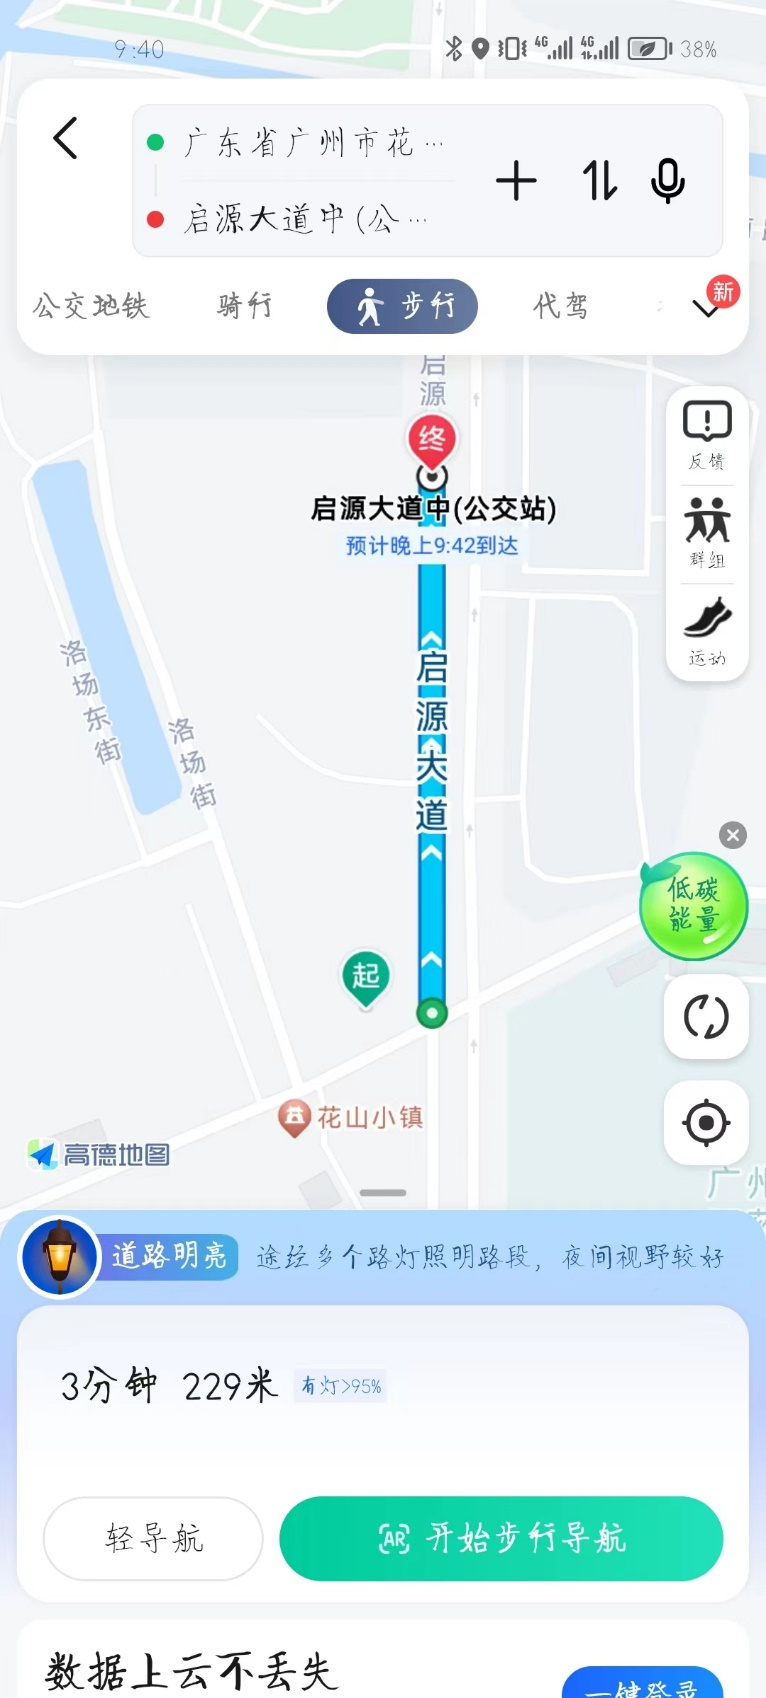 9:40
4G 4G 38%
广东省广州市花…
启源大道中(公…
公交地铁 骑行 步行 代驾 新
启源
终
启源大道中(公交站)
预计晚上9:42到达
反馈
群组
运动
启源大道
洛场东街
洛场街
低碳
能量
起
花山小镇
高德地图
广州
道路明亮 途经多个路灯照明路段，夜间视野较好
3分钟 229米 有灯>95%
轻导航 AR 开始步行导航
数据上云不丢失
一键登录